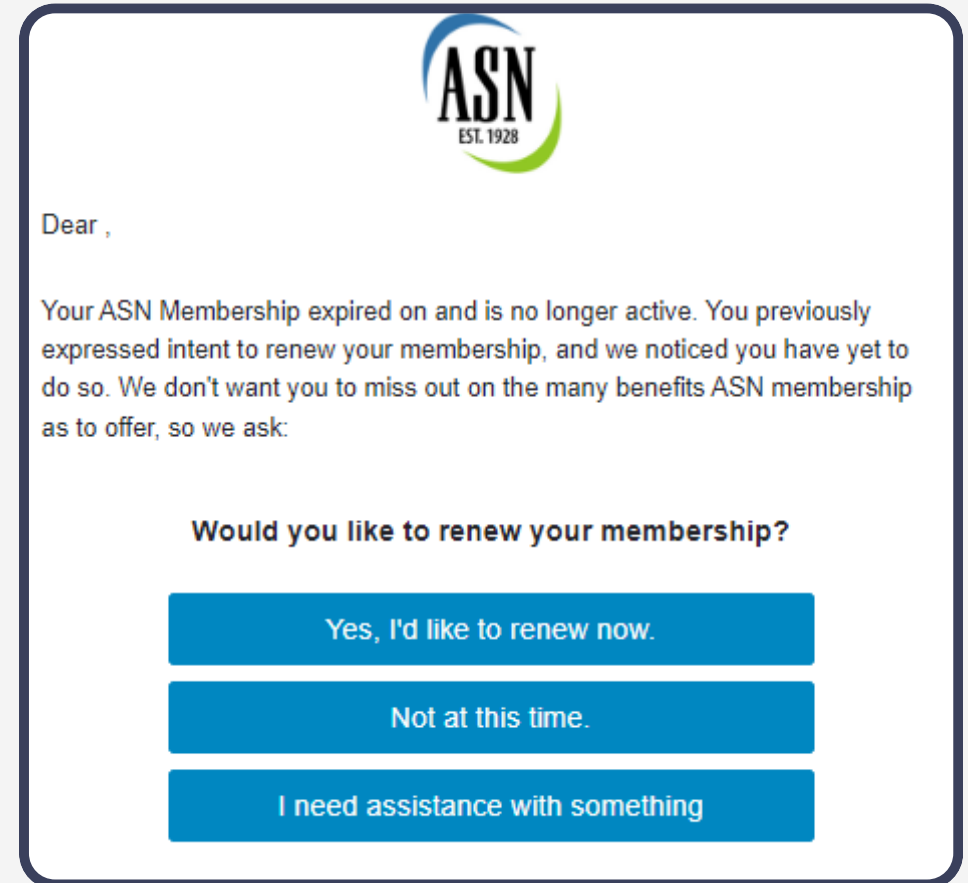 ASN
EST. 1928
Dear ,
Your ASN Membership expired on and is no longer active. You previously
expressed intent to renew your membership, and we noticed you have yet to
do so. We don't want you to miss out on the many benefits ASN membership
as to offer, so we ask:
Would you like to renew your membership?
Yes, I'd like to renew now.
Not at this time.
I need assistance with something